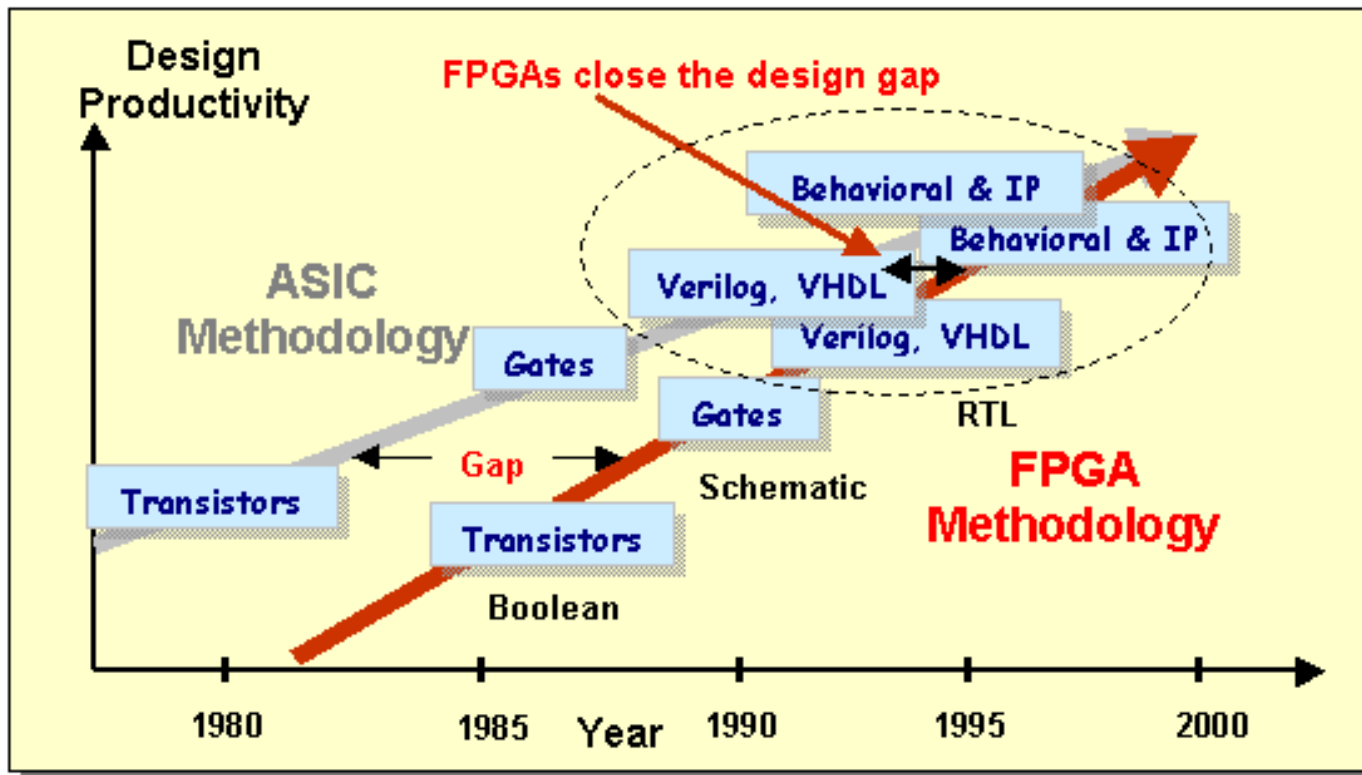 Design
Productivity
FPGAs close the design gap
Behavioral & IP
Behavioral & IP
Verilog, VHDL
ASIC
Methodology
Verilog, VHDL
Gates
Gates
RTL
Gap
Schematic
FPGA
Methodology
Transistors
Transistors
Boolean
1980
1985
Year
1990
1995
2000